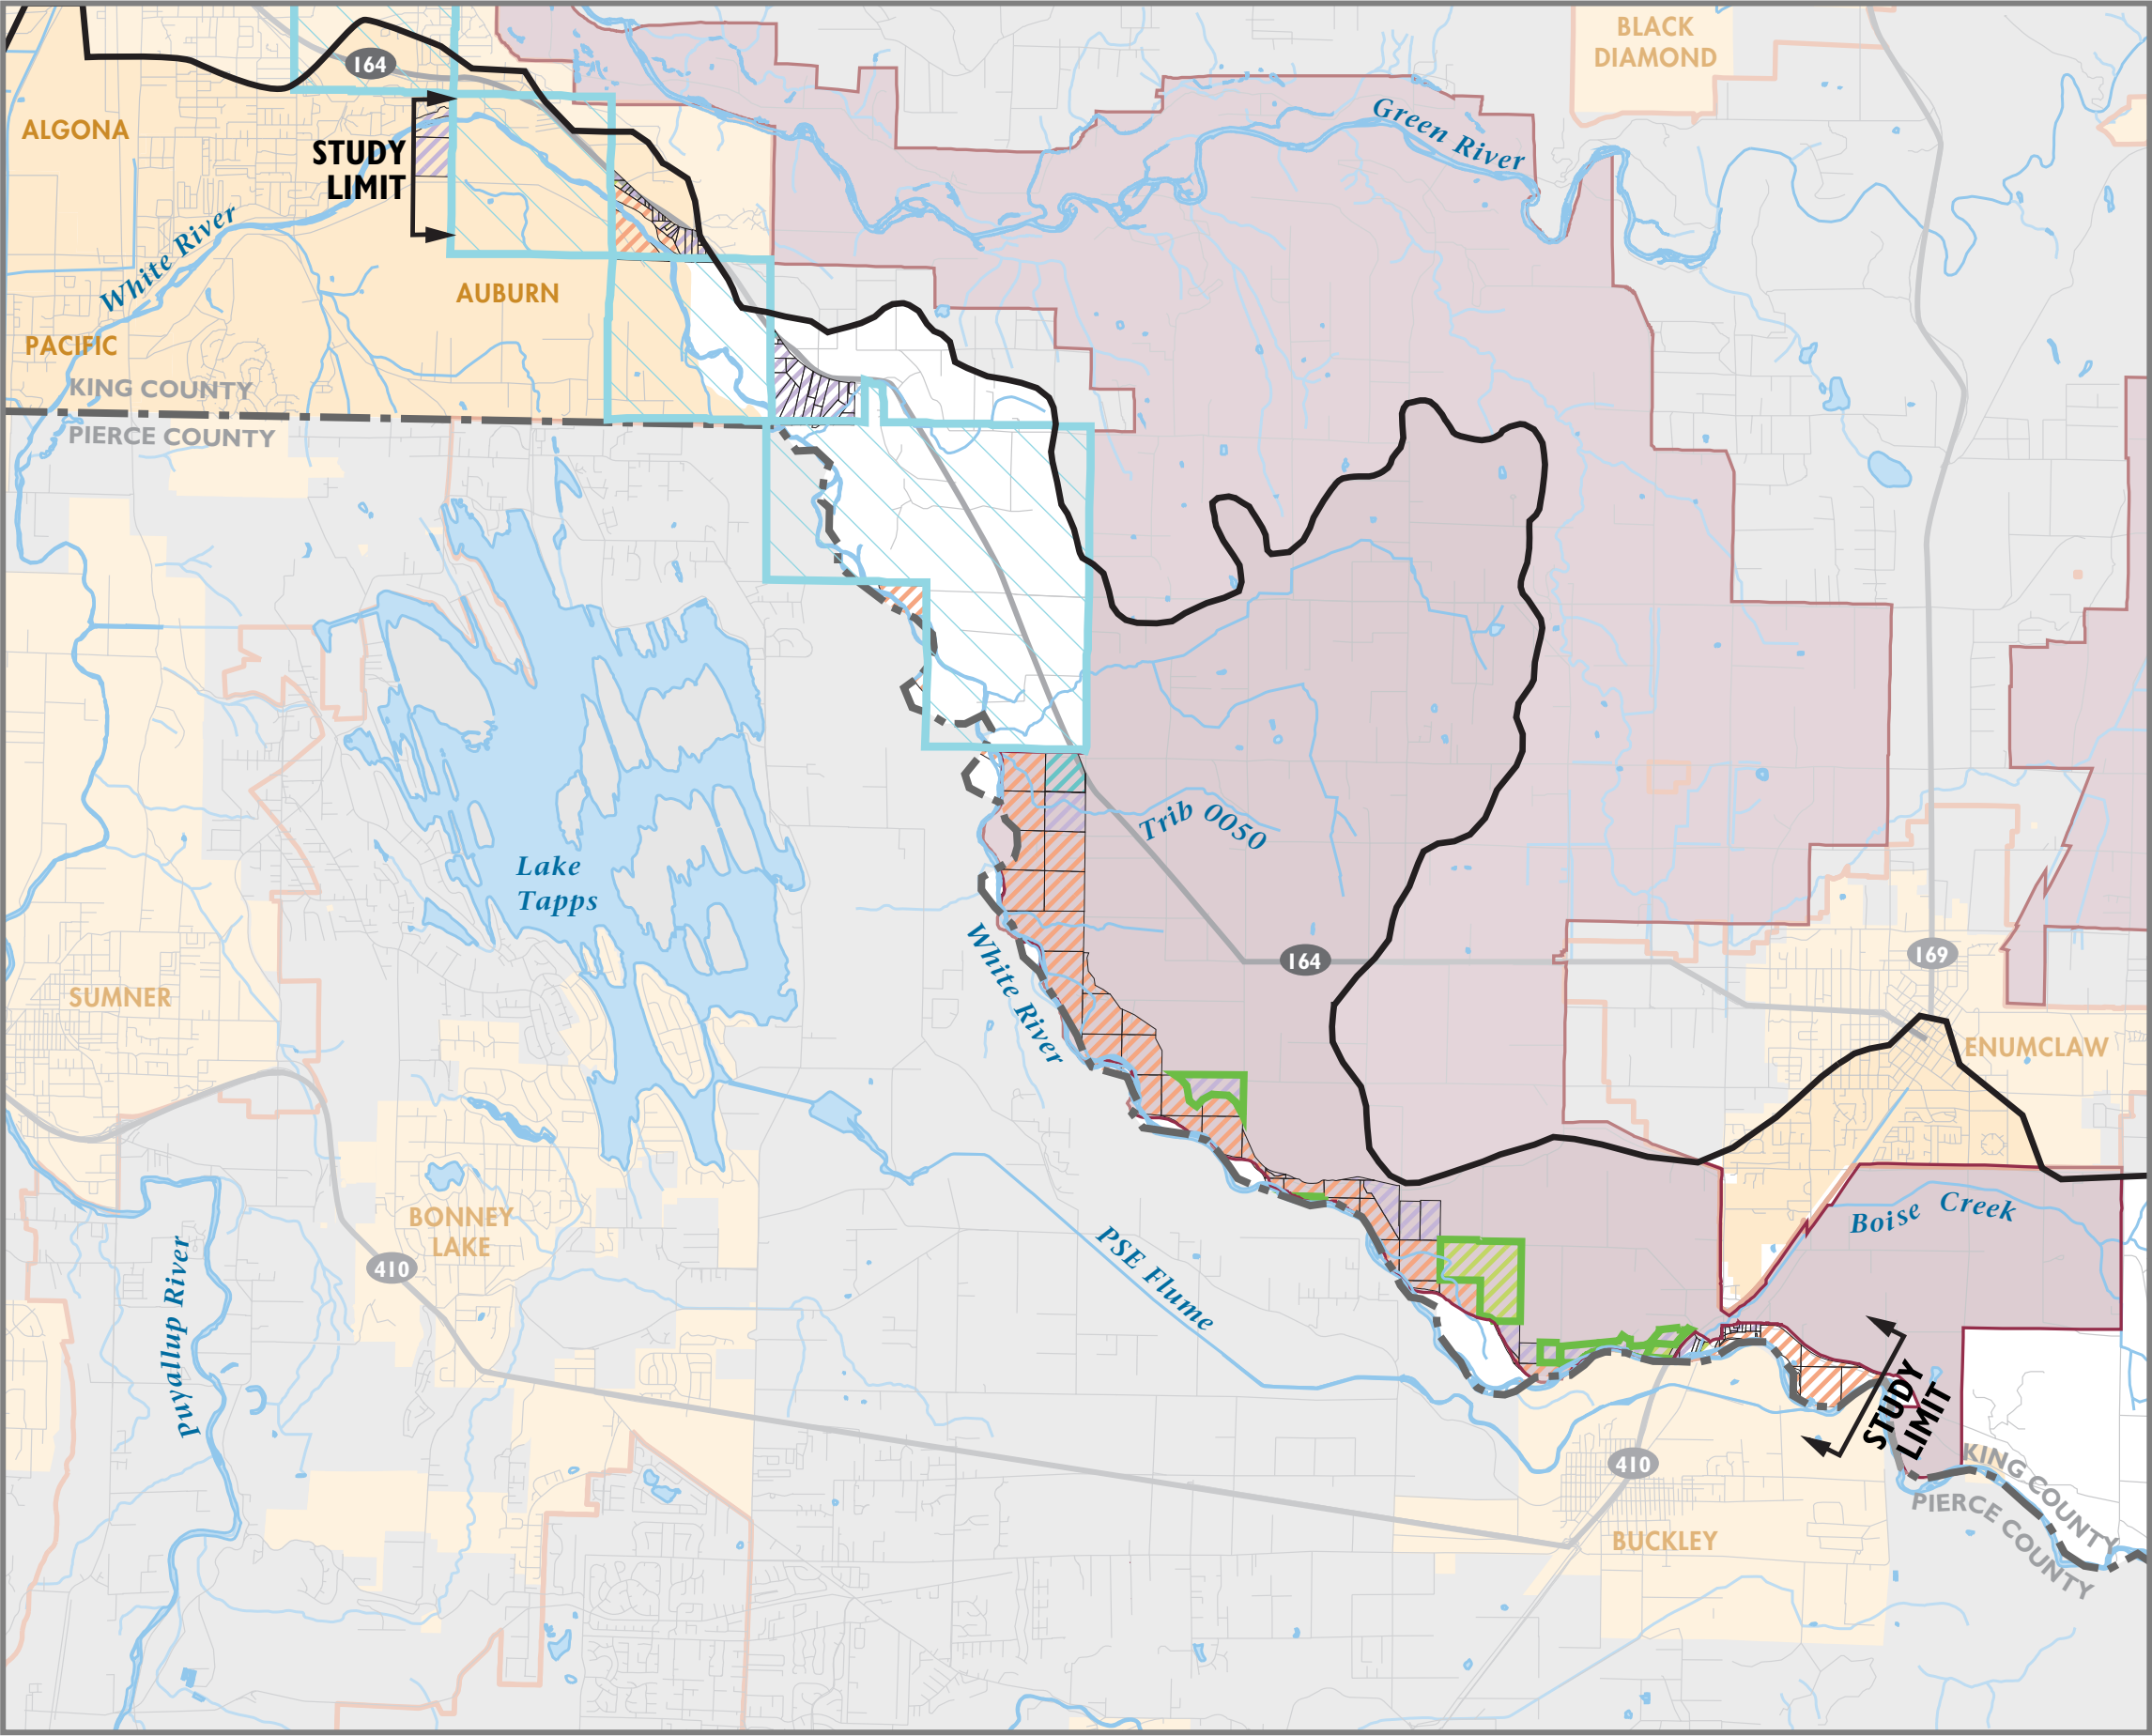 BLACK
DIAMOND
164
ALGONA
STUDY
LIMIT
Green River
White River
AUBURN
PACIFIC
KING COUNTY
PIERCE COUNTY
Trib 0050
Lake
Tapps
White River
164
169
SUMNER
ENUMCLAW
BONNEY
LAKE
Boise Creek
PSE Flume
410
Puyallup River
STUDY
LIMIT
410
KING COUNTY
PIERCE COUNTY
BUCKLEY